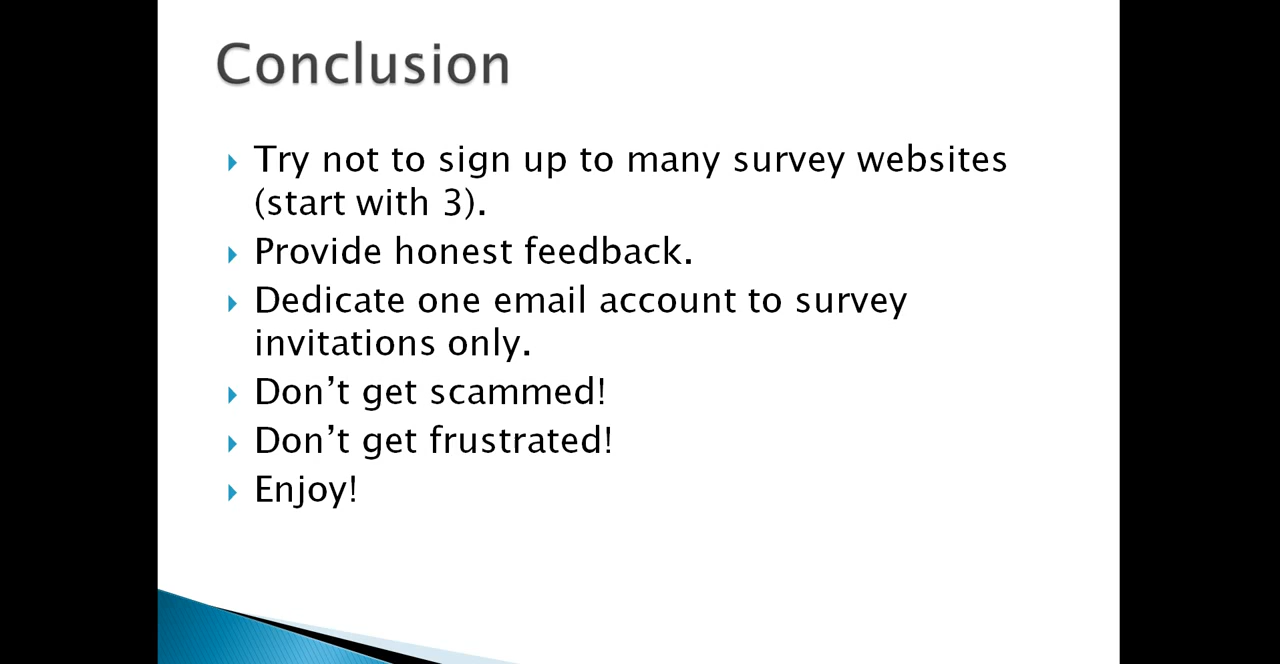 Conclusion
Try not to sign up to many survey websites
(start with 3).
Provide honest feedback.
Dedicate one email account to survey
invitations only.
Don’t get scammed!
Don’t get frustrated!
Enjoy!